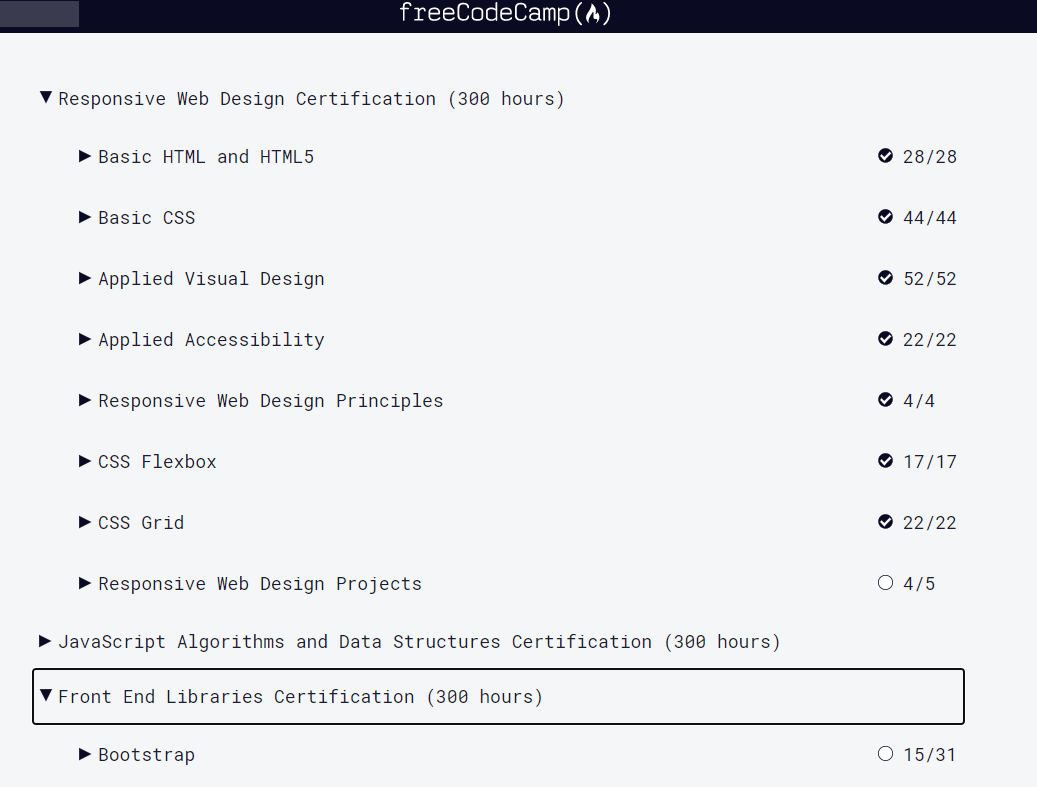 freeCodeCamp(🔥)
Responsive Web Design Certification (300 hours)
Basic HTML and HTML5 28/28
Basic CSS 44/44
Applied Visual Design 52/52
Applied Accessibility 22/22
Responsive Web Design Principles 4/4
CSS Flexbox 17/17
CSS Grid 22/22
Responsive Web Design Projects 4/5
JavaScript Algorithms and Data Structures Certification (300 hours)
Front End Libraries Certification (300 hours)
Bootstrap 15/31